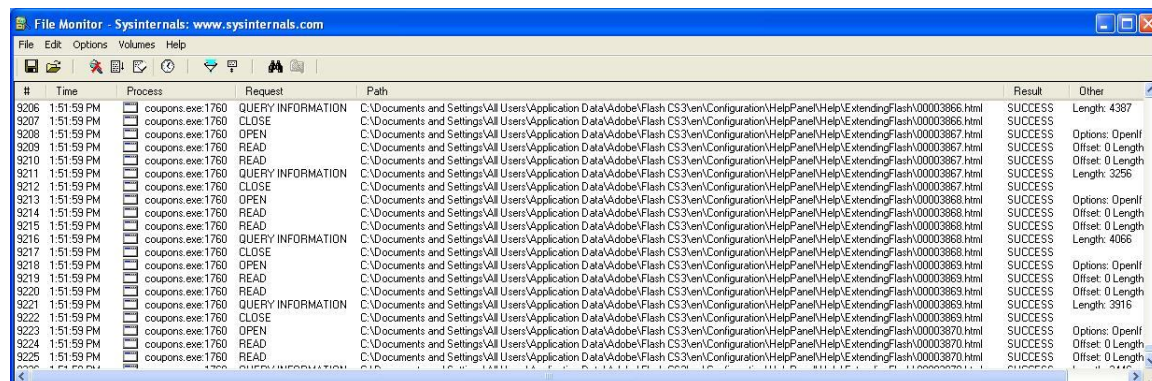 File Monitor - Sysinternals: www.sysinternals.com
File Edit Options Volumes Help
# Time Process Request Path Result Other
9206 1:51:59 PM coupons.exe:1760 QUERY INFORMATION C:\Documents and Settings\All Users\Application Data\Adobe\Flash CS3\en\Configuration\HelpPanel\Help\ExtendingFlash\00003866.html SUCCESS Length: 4387
9207 1:51:59 PM coupons.exe:1760 CLOSE C:\Documents and Settings\All Users\Application Data\Adobe\Flash CS3\en\Configuration\HelpPanel\Help\ExtendingFlash\00003866.html SUCCESS
9208 1:51:59 PM coupons.exe:1760 OPEN C:\Documents and Settings\All Users\Application Data\Adobe\Flash CS3\en\Configuration\HelpPanel\Help\ExtendingFlash\00003867.html SUCCESS Options: OpenIf
9209 1:51:59 PM coupons.exe:1760 READ C:\Documents and Settings\All Users\Application Data\Adobe\Flash CS3\en\Configuration\HelpPanel\Help\ExtendingFlash\00003867.html SUCCESS Offset: 0 Length
9210 1:51:59 PM coupons.exe:1760 READ C:\Documents and Settings\All Users\Application Data\Adobe\Flash CS3\en\Configuration\HelpPanel\Help\ExtendingFlash\00003867.html SUCCESS Offset: 0 Length
9211 1:51:59 PM coupons.exe:1760 QUERY INFORMATION C:\Documents and Settings\All Users\Application Data\Adobe\Flash CS3\en\Configuration\HelpPanel\Help\ExtendingFlash\00003867.html SUCCESS Length: 3256
9212 1:51:59 PM coupons.exe:1760 CLOSE C:\Documents and Settings\All Users\Application Data\Adobe\Flash CS3\en\Configuration\HelpPanel\Help\ExtendingFlash\00003867.html SUCCESS
9213 1:51:59 PM coupons.exe:1760 OPEN C:\Documents and Settings\All Users\Application Data\Adobe\Flash CS3\en\Configuration\HelpPanel\Help\ExtendingFlash\00003868.html SUCCESS Options: OpenIf
9214 1:51:59 PM coupons.exe:1760 READ C:\Documents and Settings\All Users\Application Data\Adobe\Flash CS3\en\Configuration\HelpPanel\Help\ExtendingFlash\00003868.html SUCCESS Offset: 0 Length
9215 1:51:59 PM coupons.exe:1760 READ C:\Documents and Settings\All Users\Application Data\Adobe\Flash CS3\en\Configuration\HelpPanel\Help\ExtendingFlash\00003868.html SUCCESS Offset: 0 Length
9216 1:51:59 PM coupons.exe:1760 QUERY INFORMATION C:\Documents and Settings\All Users\Application Data\Adobe\Flash CS3\en\Configuration\HelpPanel\Help\ExtendingFlash\00003868.html SUCCESS Length: 4066
9217 1:51:59 PM coupons.exe:1760 CLOSE C:\Documents and Settings\All Users\Application Data\Adobe\Flash CS3\en\Configuration\HelpPanel\Help\ExtendingFlash\00003868.html SUCCESS
9218 1:51:59 PM coupons.exe:1760 OPEN C:\Documents and Settings\All Users\Application Data\Adobe\Flash CS3\en\Configuration\HelpPanel\Help\ExtendingFlash\00003869.html SUCCESS Options: OpenIf
9219 1:51:59 PM coupons.exe:1760 READ C:\Documents and Settings\All Users\Application Data\Adobe\Flash CS3\en\Configuration\HelpPanel\Help\ExtendingFlash\00003869.html SUCCESS Offset: 0 Length
9220 1:51:59 PM coupons.exe:1760 READ C:\Documents and Settings\All Users\Application Data\Adobe\Flash CS3\en\Configuration\HelpPanel\Help\ExtendingFlash\00003869.html SUCCESS Offset: 0 Length
9221 1:51:59 PM coupons.exe:1760 QUERY INFORMATION C:\Documents and Settings\All Users\Application Data\Adobe\Flash CS3\en\Configuration\HelpPanel\Help\ExtendingFlash\00003869.html SUCCESS Length: 3916
9222 1:51:59 PM coupons.exe:1760 CLOSE C:\Documents and Settings\All Users\Application Data\Adobe\Flash CS3\en\Configuration\HelpPanel\Help\ExtendingFlash\00003869.html SUCCESS
9223 1:51:59 PM coupons.exe:1760 OPEN C:\Documents and Settings\All Users\Application Data\Adobe\Flash CS3\en\Configuration\HelpPanel\Help\ExtendingFlash\00003870.html SUCCESS Options: OpenIf
9224 1:51:59 PM coupons.exe:1760 READ C:\Documents and Settings\All Users\Application Data\Adobe\Flash CS3\en\Configuration\HelpPanel\Help\ExtendingFlash\00003870.html SUCCESS Offset: 0 Length
9225 1:51:59 PM coupons.exe:1760 READ C:\Documents and Settings\All Users\Application Data\Adobe\Flash CS3\en\Configuration\HelpPanel\Help\ExtendingFlash\00003870.html SUCCESS Offset: 0 Length